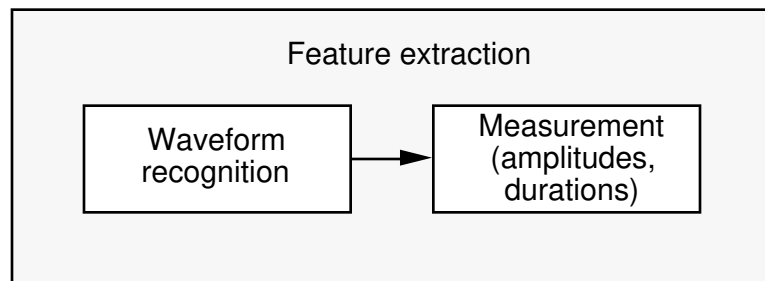 Feature extraction
Waveform
recognition
Measurement
(amplitudes,
durations)